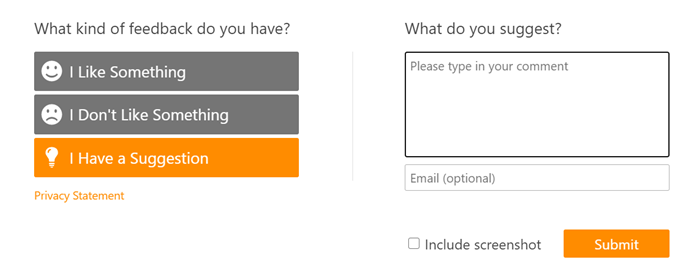 What kind of feedback do you have?
I Like Something
I Don't Like Something
I Have a Suggestion
Privacy Statement
What do you suggest?
Please type in your comment
Email (optional)
Include screenshot
Submit